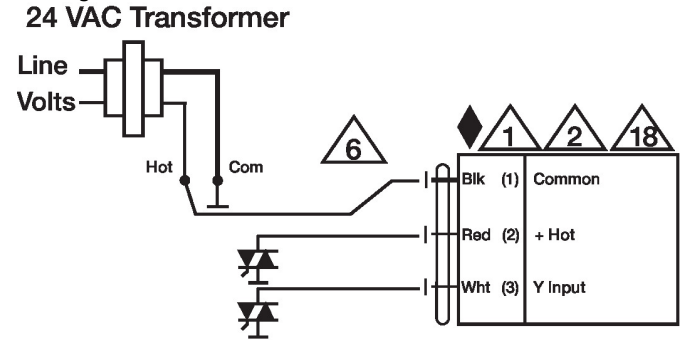 24 VAC Transformer
Line
Volts
Hot
Com
6
1
2
18
Blk (1) Common
Red (2) + Hot
Wht (3) Y Input